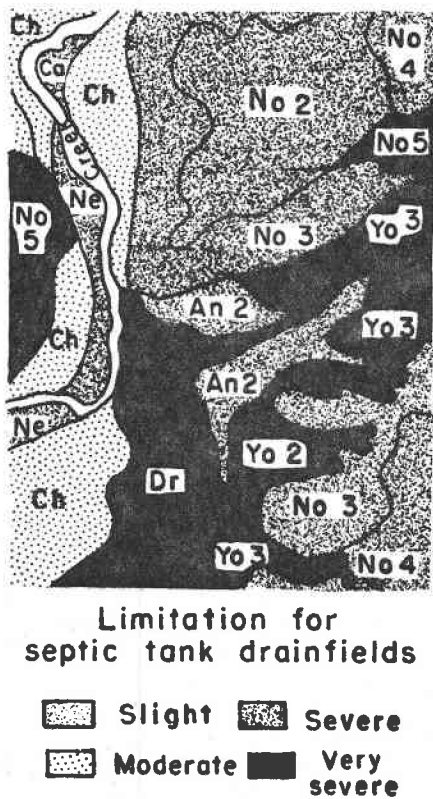 Ch
Ca
Ch
No 2
No 4
No 5
Creek
Ne
No 5
No 3
Yo 3
An 2
Ch
Yo 3
An 2
Ne
Yo 2
Ch
Dr
No 3
Yo 3
No 4
Limitation for
septic tank drainfields
Slight
Severe
Moderate
Very
severe